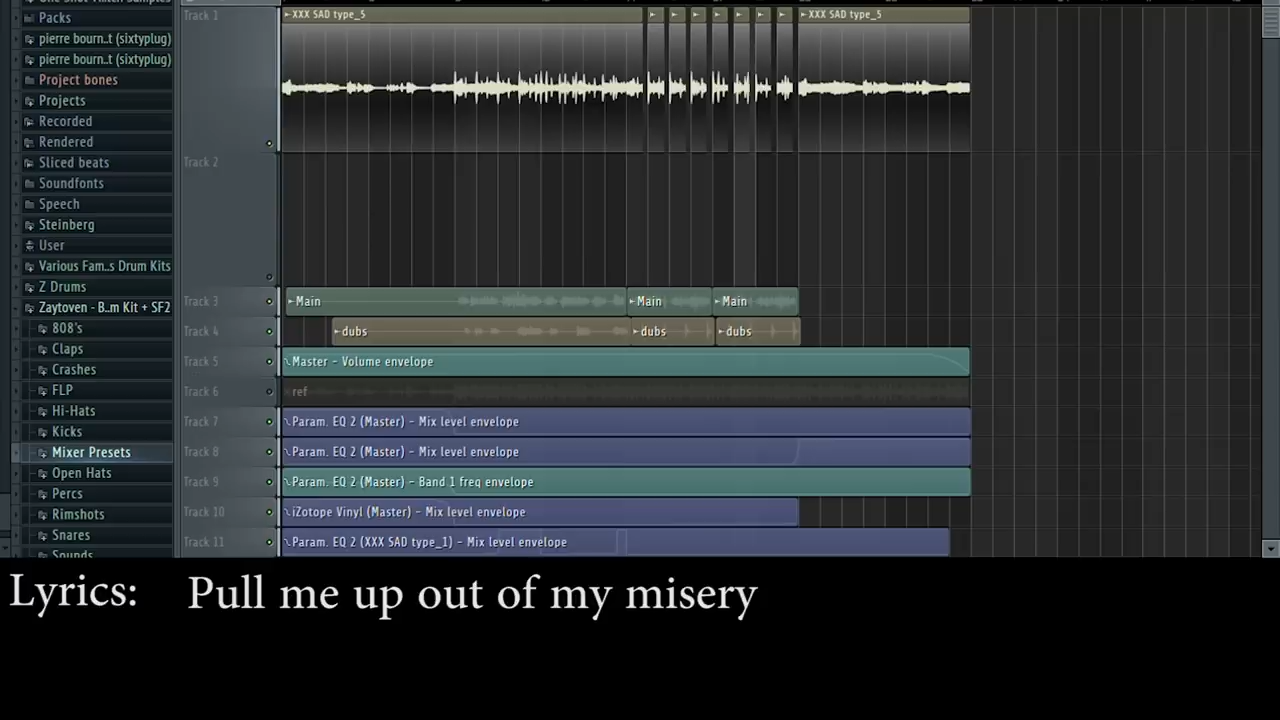 Packs
pierre bourn..t (sixtyplug)
pierre bourn..t (sixtyplug)
Project bones
Projects
Recorded
Rendered
Sliced beats
Soundfonts
Speech
Steinberg
User
Various Fam..s Drum Kits
Z Drums
Zaytoven - B..m Kit + SF2
808's
Claps
Crashes
FLP
Hi-Hats
Kicks
Mixer Presets
Open Hats
Percs
Rimshots
Snares
Sounds
Track 1
XXX SAD type_5
XXX SAD type_5
Track 2
Track 3
Main
Main
Main
Track 4
dubs
dubs
dubs
Track 5
Master - Volume envelope
Track 6
ref
Track 7
Param. EQ 2 (Master) - Mix level envelope
Track 8
Param. EQ 2 (Master) - Mix level envelope
Track 9
Param. EQ 2 (Master) - Band 1 freq envelope
Track 10
iZotope Vinyl (Master) - Mix level envelope
Track 11
Param. EQ 2 (XXX SAD type_1) - Mix level envelope
Lyrics: Pull me up out of my misery